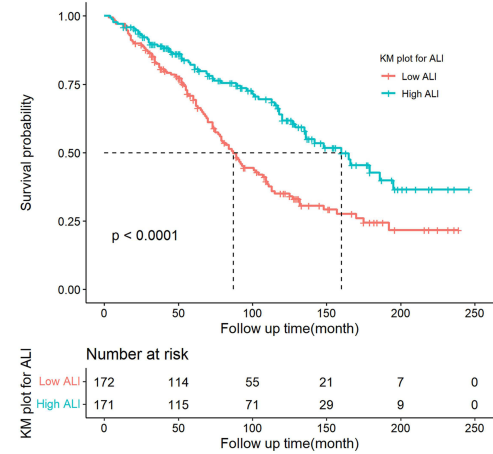 1.00
0.75
0.50
0.25
0.00
Survival probability
KM plot for ALI
Low ALI
High ALI
p < 0.0001
0 50 100 150 200 250
Follow up time(month)
Number at risk
KM plot for ALI
Low ALI 172 114 55 21 7 0
High ALI 171 115 71 29 9 0
0 50 100 150 200 250
Follow up time(month)